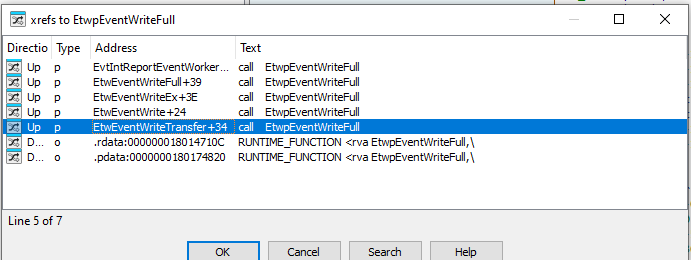 xrefs to EtwpEventWriteFull
Directio Type Address Text
Up p EvtIntReportEventWorker... call EtwpEventWriteFull
Up p EtwEventWriteFull+39 call EtwpEventWriteFull
Up p EtwEventWriteEx+3E call EtwpEventWriteFull
Up p EtwEventWrite+24 call EtwpEventWriteFull
Up p EtwEventWriteTransfer+34 call EtwpEventWriteFull
D... o .rdata:000000018014710C RUNTIME_FUNCTION <rva EtwpEventWriteFull,\
D... o .pdata:0000000180174820 RUNTIME_FUNCTION <rva EtwpEventWriteFull,\
Line 5 of 7
OK Cancel Search Help